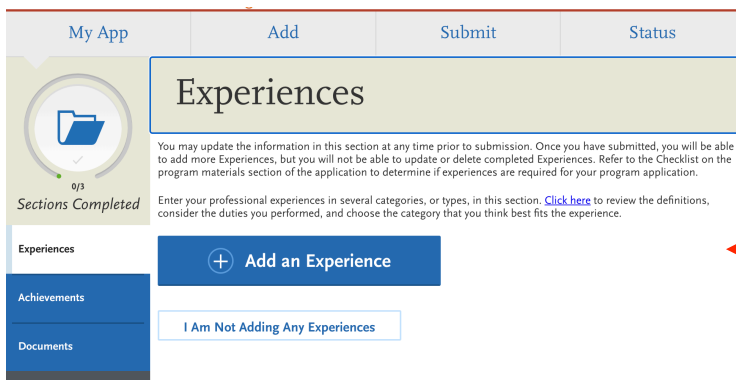 My App
Add
Submit
Status
Experiences
You may update the information in this section at any time prior to submission. Once you have submitted, you will be able
to add more Experiences, but you will not be able to update or delete completed Experiences. Refer to the Checklist on the
program materials section of the application to determine if experiences are required for your program application.
0/3
Sections Completed
Enter your professional experiences in several categories, or types, in this section. Click here to review the definitions,
consider the duties you performed, and choose the category that you think best fits the experience.
Experiences
Add an Experience
Achievements
I Am Not Adding Any Experiences
Documents